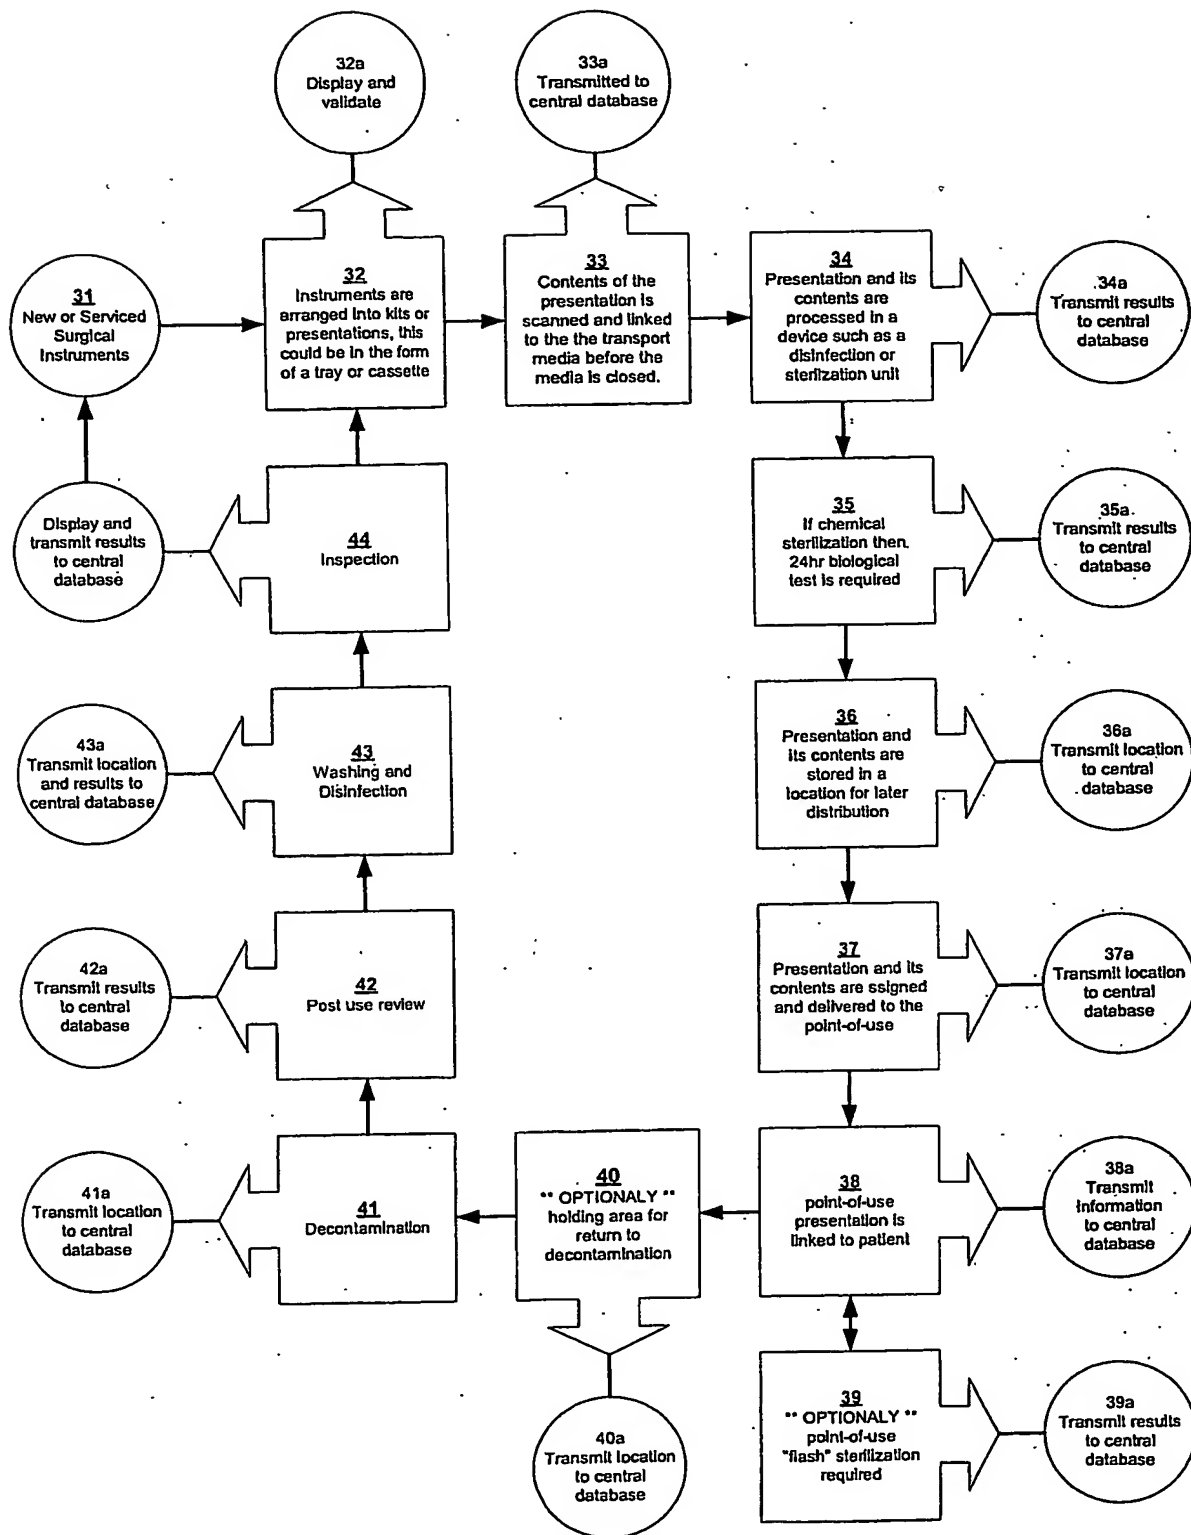 32a
Display and
validate
33a
Transmitted to
central database
31
New or Serviced
Surgical
Instruments
32
Instruments are
arranged into kits or
presentations, this
could be in the form
of a tray or cassette
33
Contents of the
presentation is
scanned and linked
to the the transport
media before the
media is closed.
34
Presentation and its
contents are
processed in a
device such as a
disinfection or
sterilization unit
34a
Transmit results
to central
database
Display and
transmit results
to central
database
44
Inspection
35
If chemical
sterilization then,
24hr biological
test is required
35a.
Transmit results
to central
database
43a
Transmit location
and results to
central database
43
Washing and
Disinfection
36
Presentation and
its contents are
stored in a
location for later
distribution
36a
Transmit location
to central
database
42a
Transmit results
to central
database
42
Post use review
37
Presentation and its
contents are ssigned
and delivered to the
point-of-use
37a
Transmit location
to central
database
41a
Transmit location
to central
database
41
Decontamination
40
** OPTIONALY **
holding area for
return to
decontamination
38
point-of-use
presentation is
linked to patient
38a
Transmit
information
to central
database
40a
Transmit location
to central
database
39
** OPTIONALY **
point-of-use
"flash" sterilization
required
39a
Transmit results
to central
database